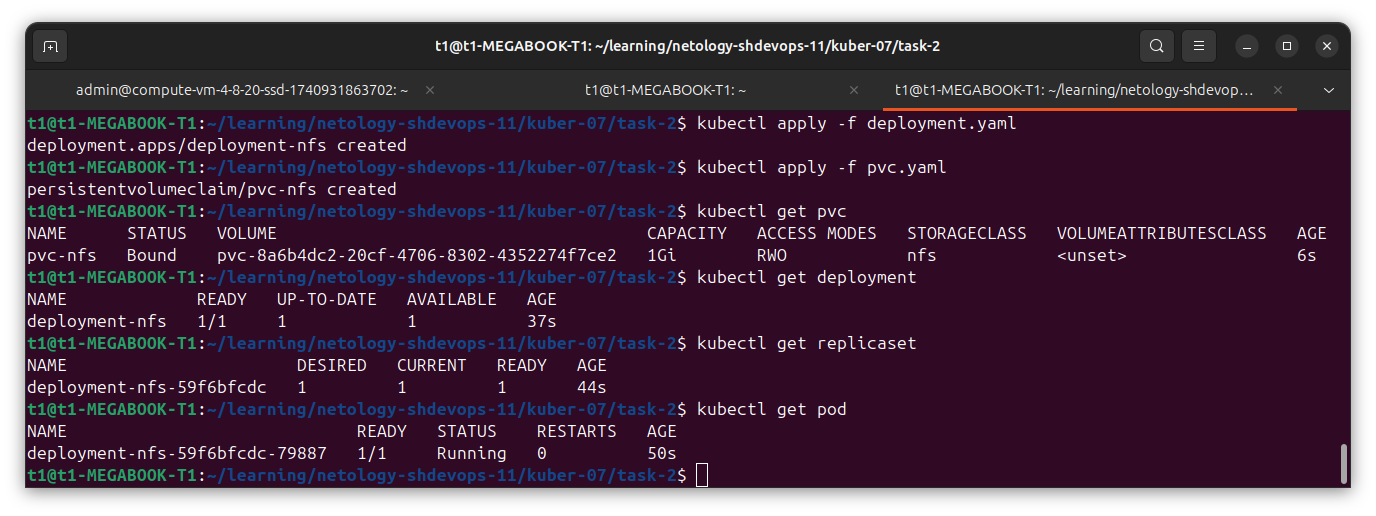 t1@t1-MEGABOOK-T1: ~/learning/netology-shdevops-11/kuber-07/task-2
admin@compute-vm-4-8-20-ssd-1740931863702: ~
t1@t1-MEGABOOK-T1: ~
t1@t1-MEGABOOK-T1: ~/learning/netology-shdevop…
t1@t1-MEGABOOK-T1:~/learning/netology-shdevops-11/kuber-07/task-2$ kubectl apply -f deployment.yaml
deployment.apps/deployment-nfs created
t1@t1-MEGABOOK-T1:~/learning/netology-shdevops-11/kuber-07/task-2$ kubectl apply -f pvc.yaml
persistentvolumeclaim/pvc-nfs created
t1@t1-MEGABOOK-T1:~/learning/netology-shdevops-11/kuber-07/task-2$ kubectl get pvc
NAME      STATUS   VOLUME                                     CAPACITY   ACCESS MODES   STORAGECLASS   VOLUMEATTRIBUTESCLASS   AGE
pvc-nfs   Bound    pvc-8a6b4dc2-20cf-4706-8302-4352274f7ce2   1Gi        RWO            nfs            <unset>                 6s
t1@t1-MEGABOOK-T1:~/learning/netology-shdevops-11/kuber-07/task-2$ kubectl get deployment
NAME             READY   UP-TO-DATE   AVAILABLE   AGE
deployment-nfs   1/1     1            1           37s
t1@t1-MEGABOOK-T1:~/learning/netology-shdevops-11/kuber-07/task-2$ kubectl get replicaset
NAME                       DESIRED   CURRENT   READY   AGE
deployment-nfs-59f6bfcdc   1         1         1       44s
t1@t1-MEGABOOK-T1:~/learning/netology-shdevops-11/kuber-07/task-2$ kubectl get pod
NAME                             READY   STATUS    RESTARTS   AGE
deployment-nfs-59f6bfcdc-79887   1/1     Running   0          50s
t1@t1-MEGABOOK-T1:~/learning/netology-shdevops-11/kuber-07/task-2$